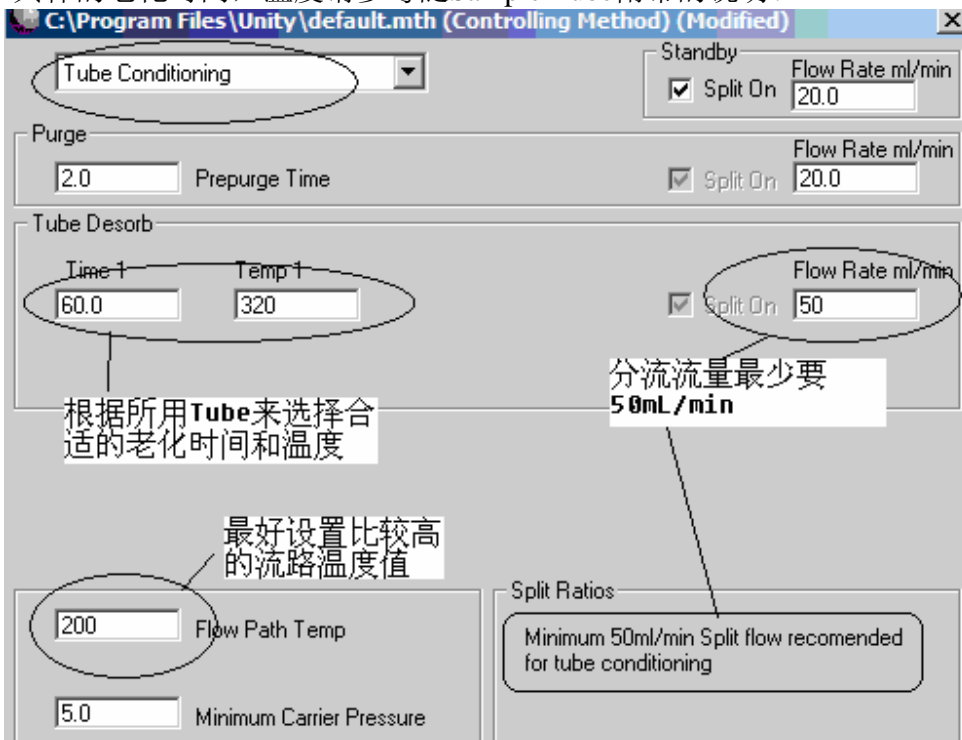 C:\Program Files\Unity\default.mth (Controlling Method) (Modified)
Tube Conditioning
Standby
Split On
Flow Rate ml/min
20.0
Purge
2.0 Prepurge Time
Split On
Flow Rate ml/min
20.0
Tube Desorb
Time 1 Temp 1
60.0 320
Split On
Flow Rate ml/min
50
分流流量最少要
50mL/min
根据所用Tube来选择合
适的老化时间和温度
最好设置比较高
的流路温度值
200 Flow Path Temp
5.0 Minimum Carrier Pressure
Split Ratios
Minimum 50ml/min Split flow recomended
for tube conditioning